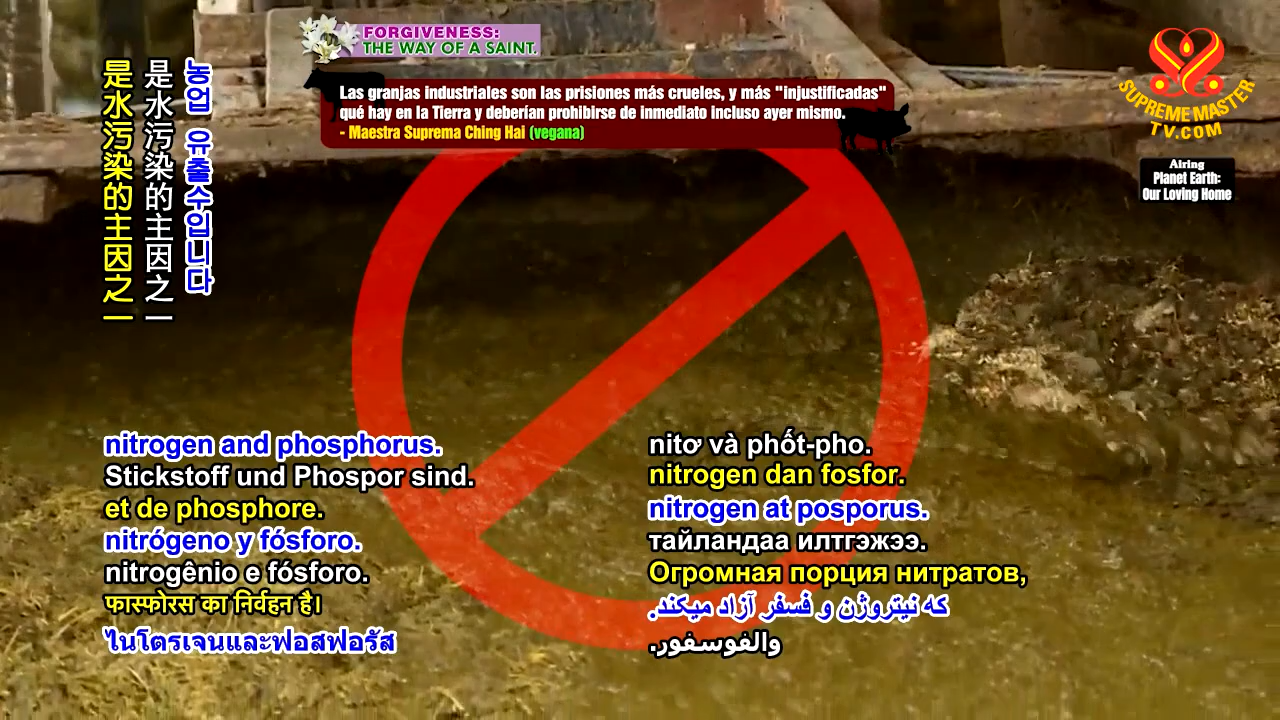 FORGIVENESS:
THE WAY OF A SAINT.
Las granjas industriales son las prisiones más crueles, y más "injustificadas"
qué hay en la Tierra y deberían prohibirse de inmediato incluso ayer mismo.
- Maestra Suprema Ching Hai (vegana)
SUPREME MASTER
TV.COM
Airing
Planet Earth:
Our Loving Home
농업 유출수입니다
是水污染的主因之一
是水污染的主因之一
nitrogen and phosphorus.
Stickstoff und Phospor sind.
et de phosphore.
nitrógeno y fósforo.
nitrogênio e fósforo.
फास्फोरस का निर्वहन है।
ไนโตรเจนและฟอสฟอรัส
nitơ và phốt-pho.
nitrogen dan fosfor.
nitrogen at posporus.
тайландаа илтгэжээ.
Огромная порция нитратов,
که نیتروژن و فسفر آزاد میکند.
والفوسفور.